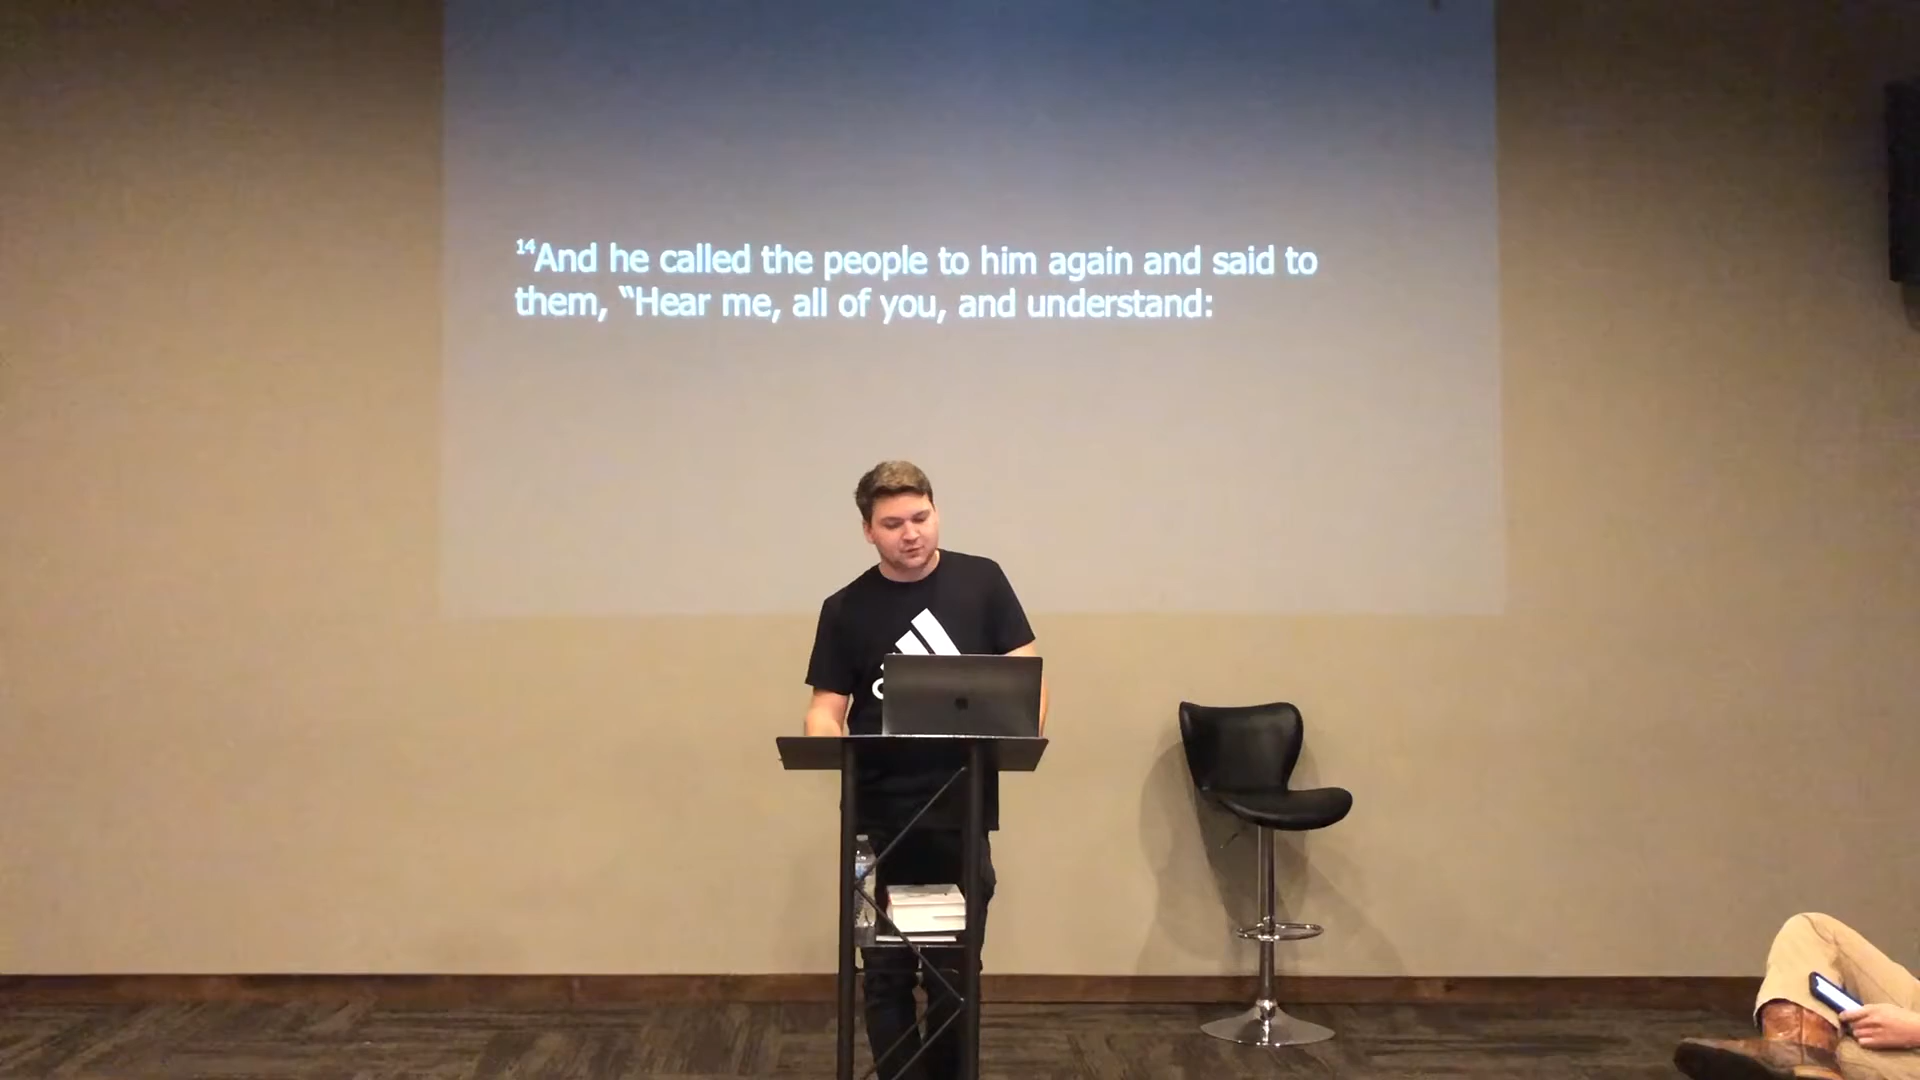 ¹⁴And he called the people to him again and said to
them, “Hear me, all of you, and understand: